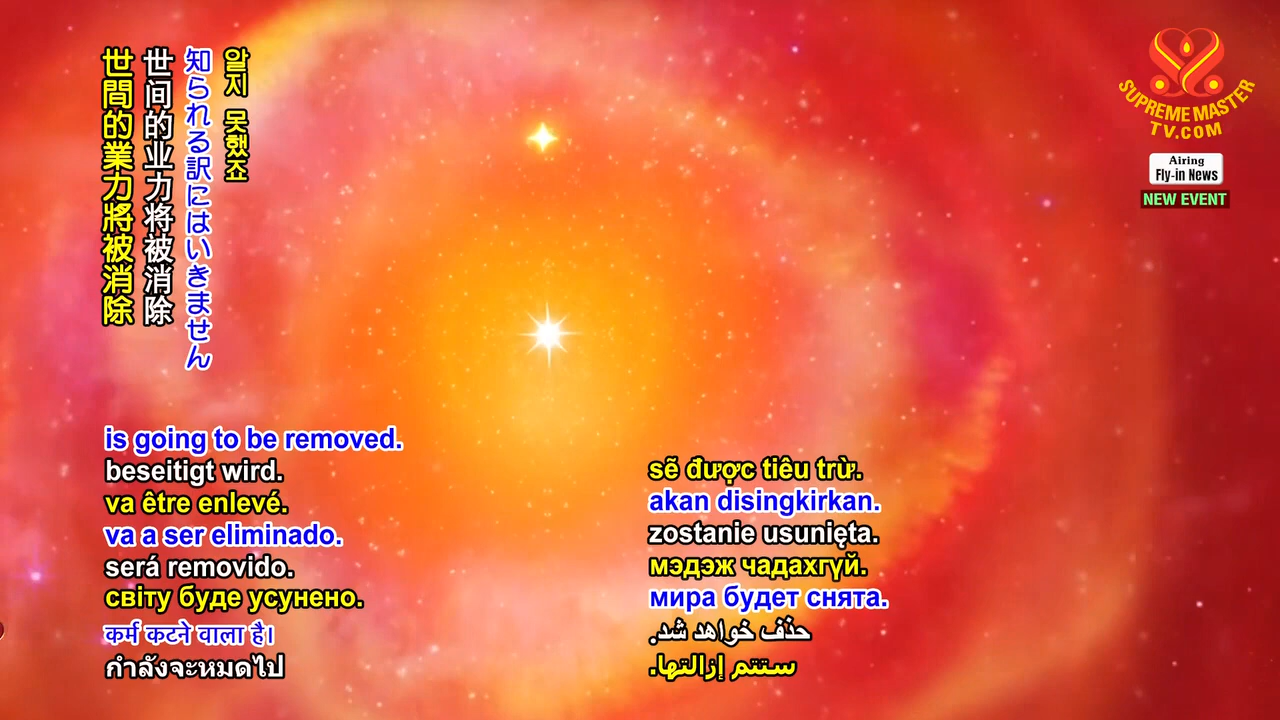 世間的業力將被消除
世间的业力将被消除
知られる訳にはいきません
알지 못했죠
is going to be removed.
beseitigt wird.
va être enlevé.
va a ser eliminado.
será removido.
світу буде усунено.
कर्म कटने वाला है।
กำลังจะหมดไป
sẽ được tiêu trừ.
akan disingkirkan.
zostanie usunięta.
мэдэж чадахгүй.
мира будет снята.
حذف خواهد شد.
ستتم إزالتها.
SUPREME MASTER
TV.COM
Airing
Fly-in News
NEW EVENT